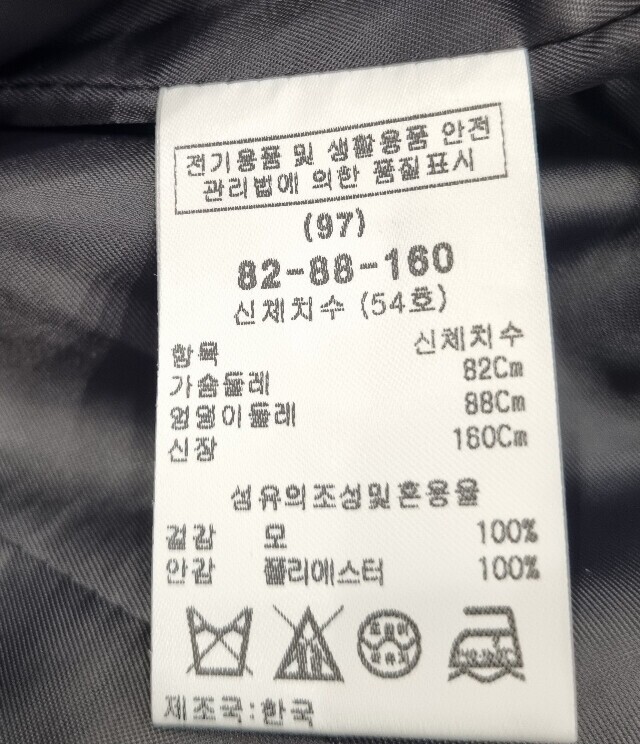 전기용품 및 생활용품 안전
관리법에 의한 품질표시
(97)
82-88-160
신체치수 (54호)
항목 신체치수
가슴둘레 82Cm
엉덩이둘레 88Cm
신장 160Cm
섬유의조성및혼용율
겉감 모 100%
안감 폴리에스터 100%
제조국:한국